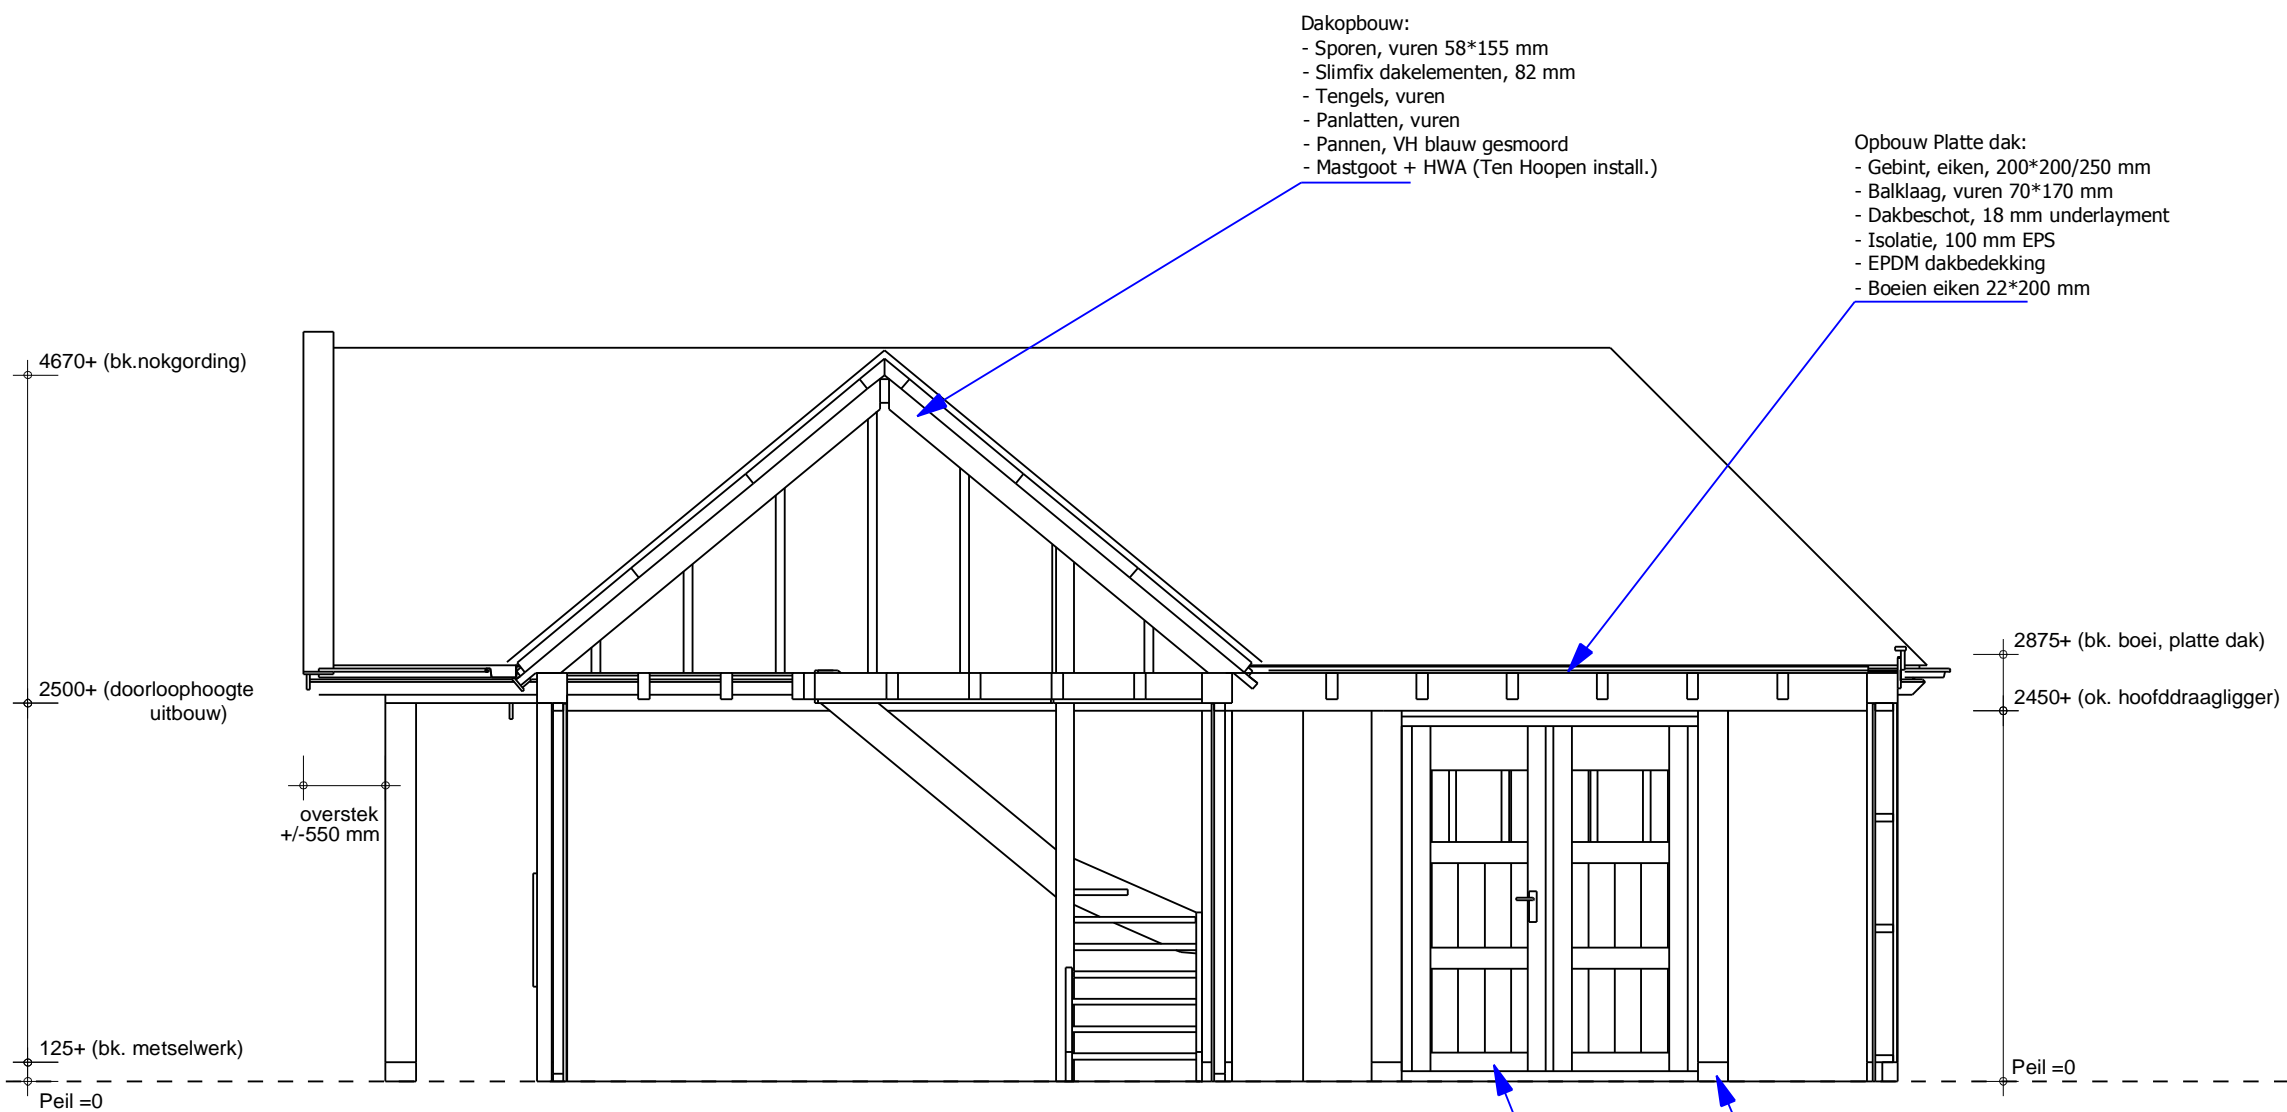 Dakopbouw:
- Sporen, vuren 58*155 mm
- Slimfix dakelementen, 82 mm
- Tengels, vuren
- Panlatten, vuren
- Pannen, VH blauw gesmoord
- Mastgoot + HWA (Ten Hoopen install.)
Opbouw Platte dak:
- Gebint, eiken, 200*200/250 mm
- Balklaag, vuren 70*170 mm
- Dakbeschot, 18 mm underlayment
- Isolatie, 100 mm EPS
- EPDM dakbedekking
- Boeien eiken 22*200 mm
4670+ (bk.nokgording)
2500+ (doorloophoogte
uitbouw)
overstek
+/-550 mm
125+ (bk. metselwerk)
Peil =0
2875+ (bk. boei, platte dak)
2450+ (ok. hoofddraagligger)
Peil =0